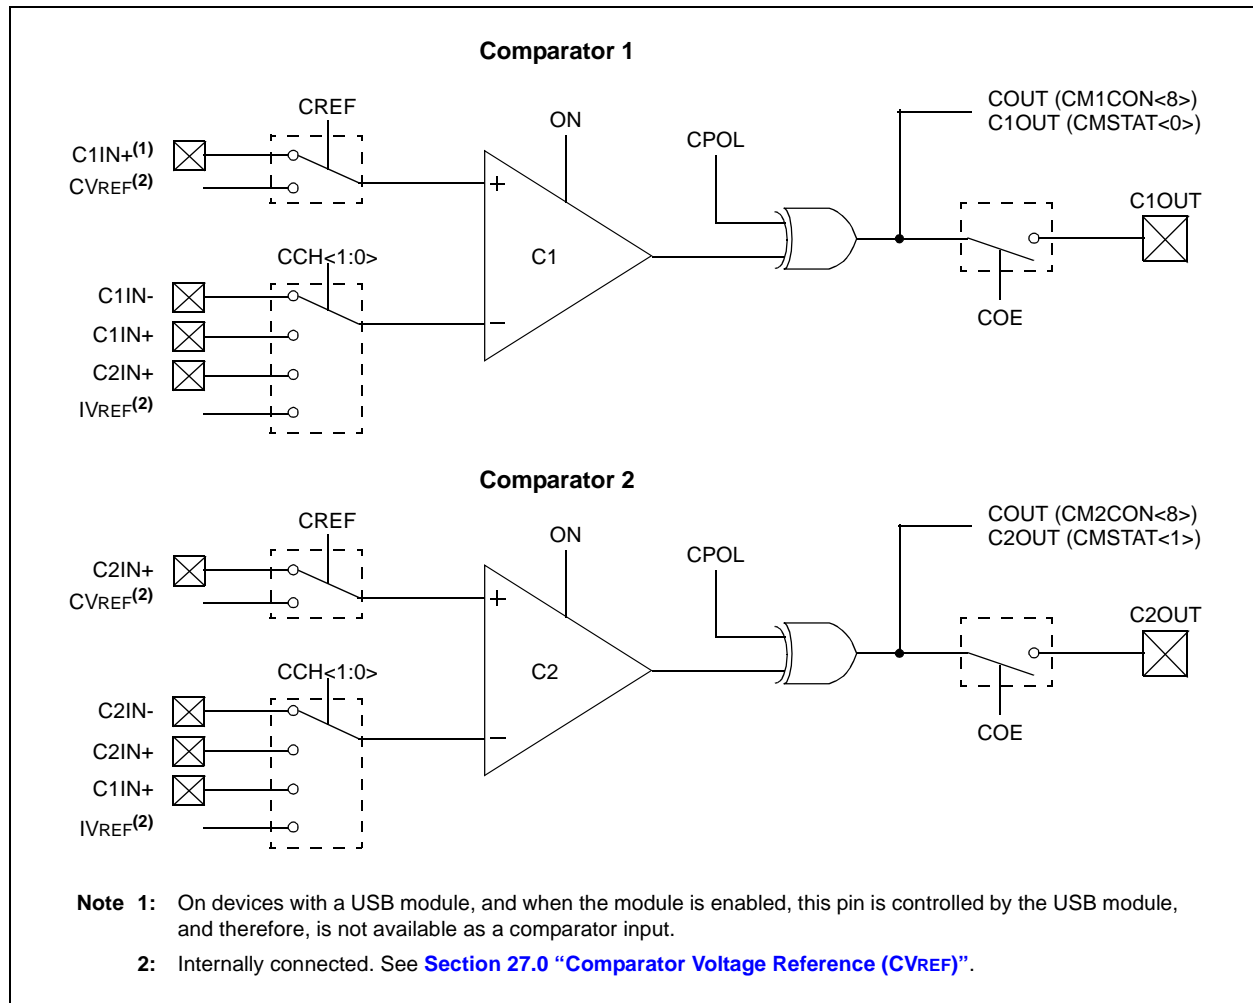 Comparator 1
CREF
ON
CPOL
COUT (CM1CON<8>)
C1OUT (CMSTAT<0>)
C1IN+(1)
CVREF(2)
C1OUT
+
CCH<1:0>
C1
C1IN-
C1IN+
C2IN+
IVREF(2)
–
COE
Comparator 2
CREF
ON
CPOL
COUT (CM2CON<8>)
C2OUT (CMSTAT<1>)
C2IN+
CVREF(2)
C2OUT
+
CCH<1:0>
C2
C2IN-
C2IN+
C1IN+
IVREF(2)
–
COE
Note 1: On devices with a USB module, and when the module is enabled, this pin is controlled by the USB module,
and therefore, is not available as a comparator input.
2: Internally connected. See Section 27.0 “Comparator Voltage Reference (CVREF)”.